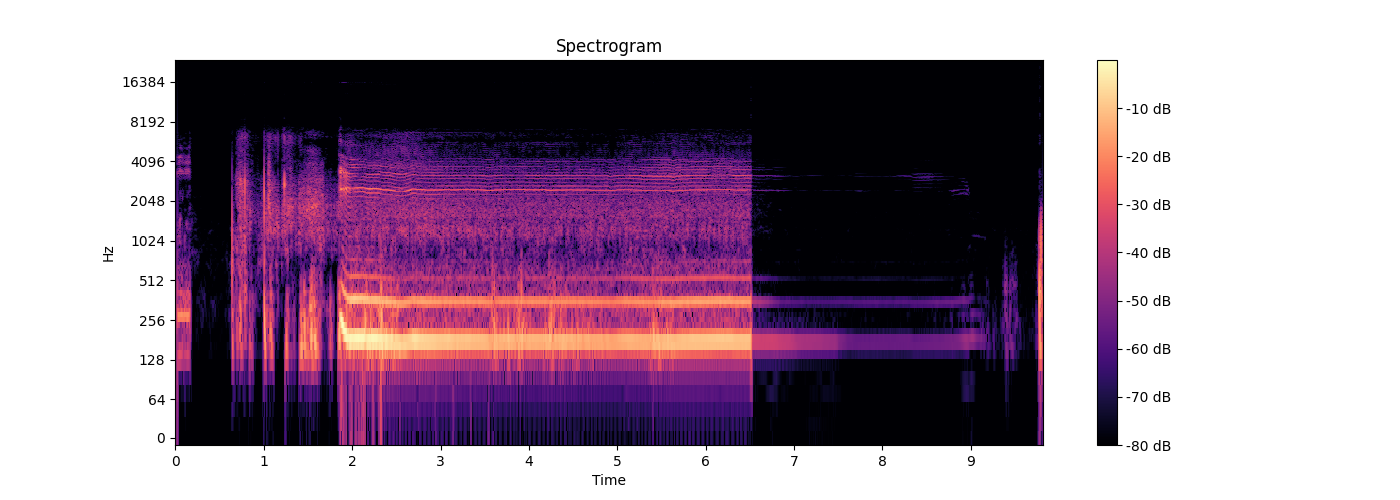 Spectrogram
16384
8192
4096
2048
1024
512
256
128
64
0
Hz
0 1 2 3 4 5 6 7 8 9
Time
-10 dB
-20 dB
-30 dB
-40 dB
-50 dB
-60 dB
-70 dB
-80 dB